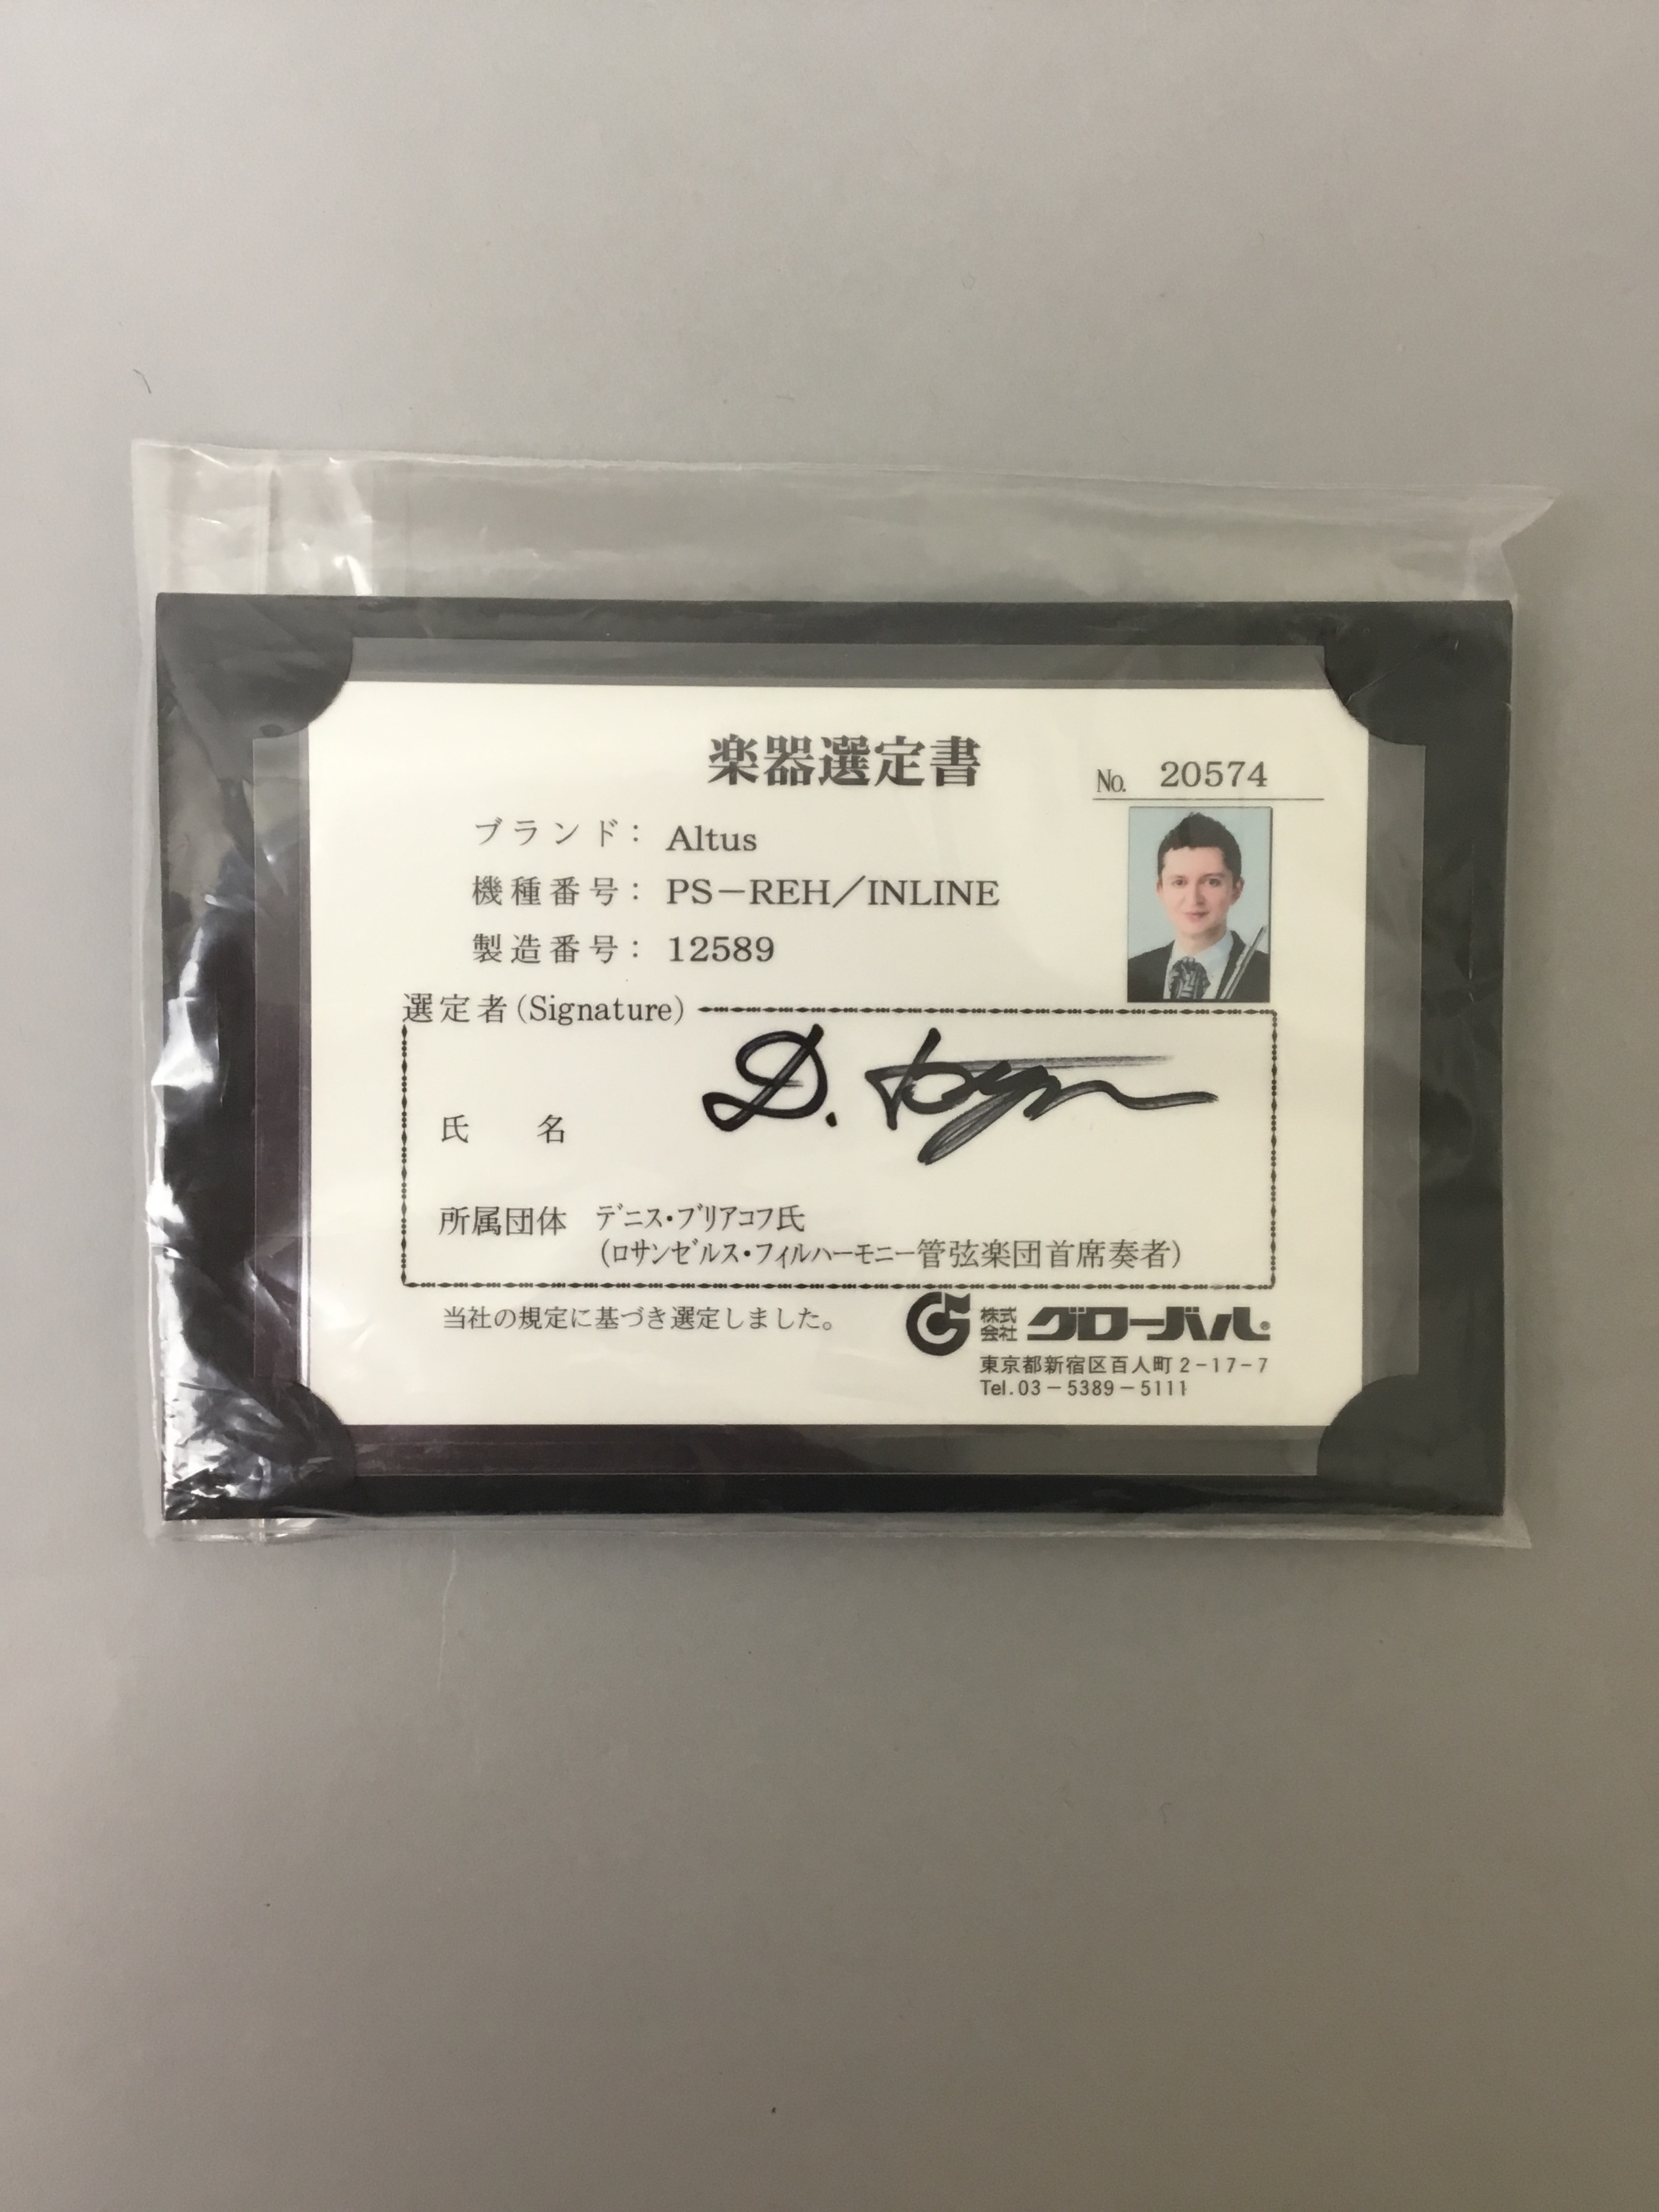 楽器選定書
No. 20574
ブランド： Altus
機種番号： PS－REH／INLINE
製造番号： 12589
選定者(Signature)
D.
氏　　名
所属団体　ﾃﾞﾆｽ･ﾌﾞﾘｱｺﾌ氏
(ﾛｻﾝｾﾞﾙｽ･ﾌｨﾙﾊｰﾓﾆｰ管弦楽団首席奏者)
当社の規定に基づき選定しました。
株式会社 グローバル®
東京都新宿区百人町2-17-7
Tel.03－5389－5111